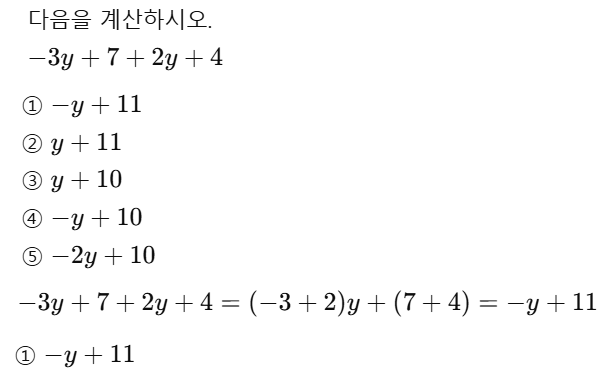 다음을 계산하시오.
−3y + 7 + 2y + 4
① −y + 11
② y + 11
③ y + 10
④ −y + 10
⑤ −2y + 10
−3y + 7 + 2y + 4 = (−3 + 2)y + (7 + 4) = −y + 11
① −y + 11